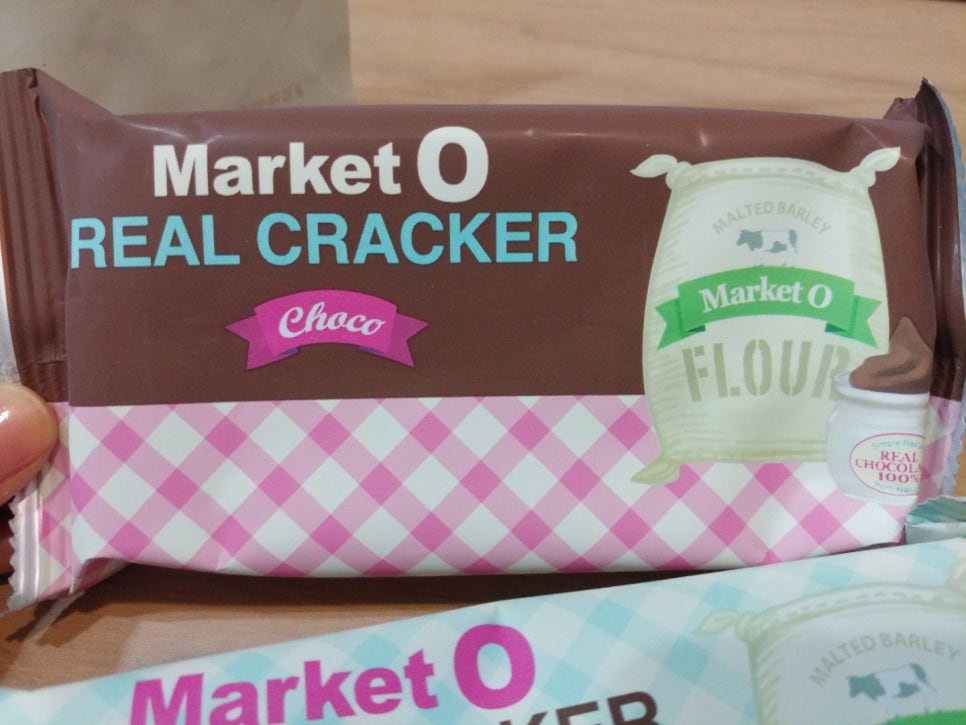 Market O
REAL CRACKER
Choco
MALTED BARLEY
Market O
FLOUR
REAL
100%
Market O
MALTED BARLEY